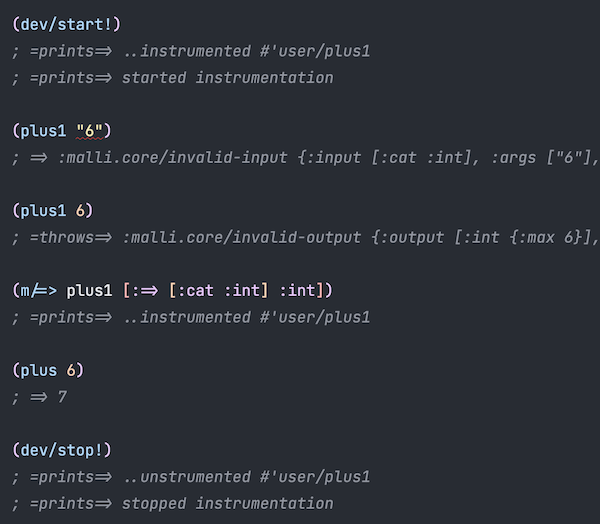 (dev/start!)
; =prints=> ..instrumented #'user/plus1
; =prints=> started instrumentation
(plus1 "6")
; => :malli.core/invalid-input {:input [:cat :int], :args ["6"],
(plus1 6)
; =throws=> :malli.core/invalid-output {:output [:int {:max 6}],
(m/=> plus1 [:=> [:cat :int] :int])
; =prints=> ..instrumented #'user/plus1
(plus 6)
; => 7
(dev/stop!)
; =prints=> ..unstrumented #'user/plus1
; =prints=> stopped instrumentation